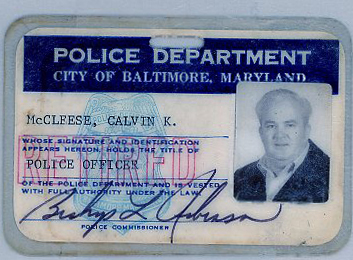 POLICE DEPARTMENT
CITY OF BALTIMORE, MARYLAND
McCLEESE, CALVIN K.
WHOSE SIGNATURE AND IDENTIFICATION
APPEARS HEREON, HOLDS THE TITLE OF
RETIRED
POLICE OFFICER
OF THE POLICE DEPARTMENT AND IS VESTED
WITH FULL AUTHORITY UNDER THE LAW.
POLICE COMMISSIONER